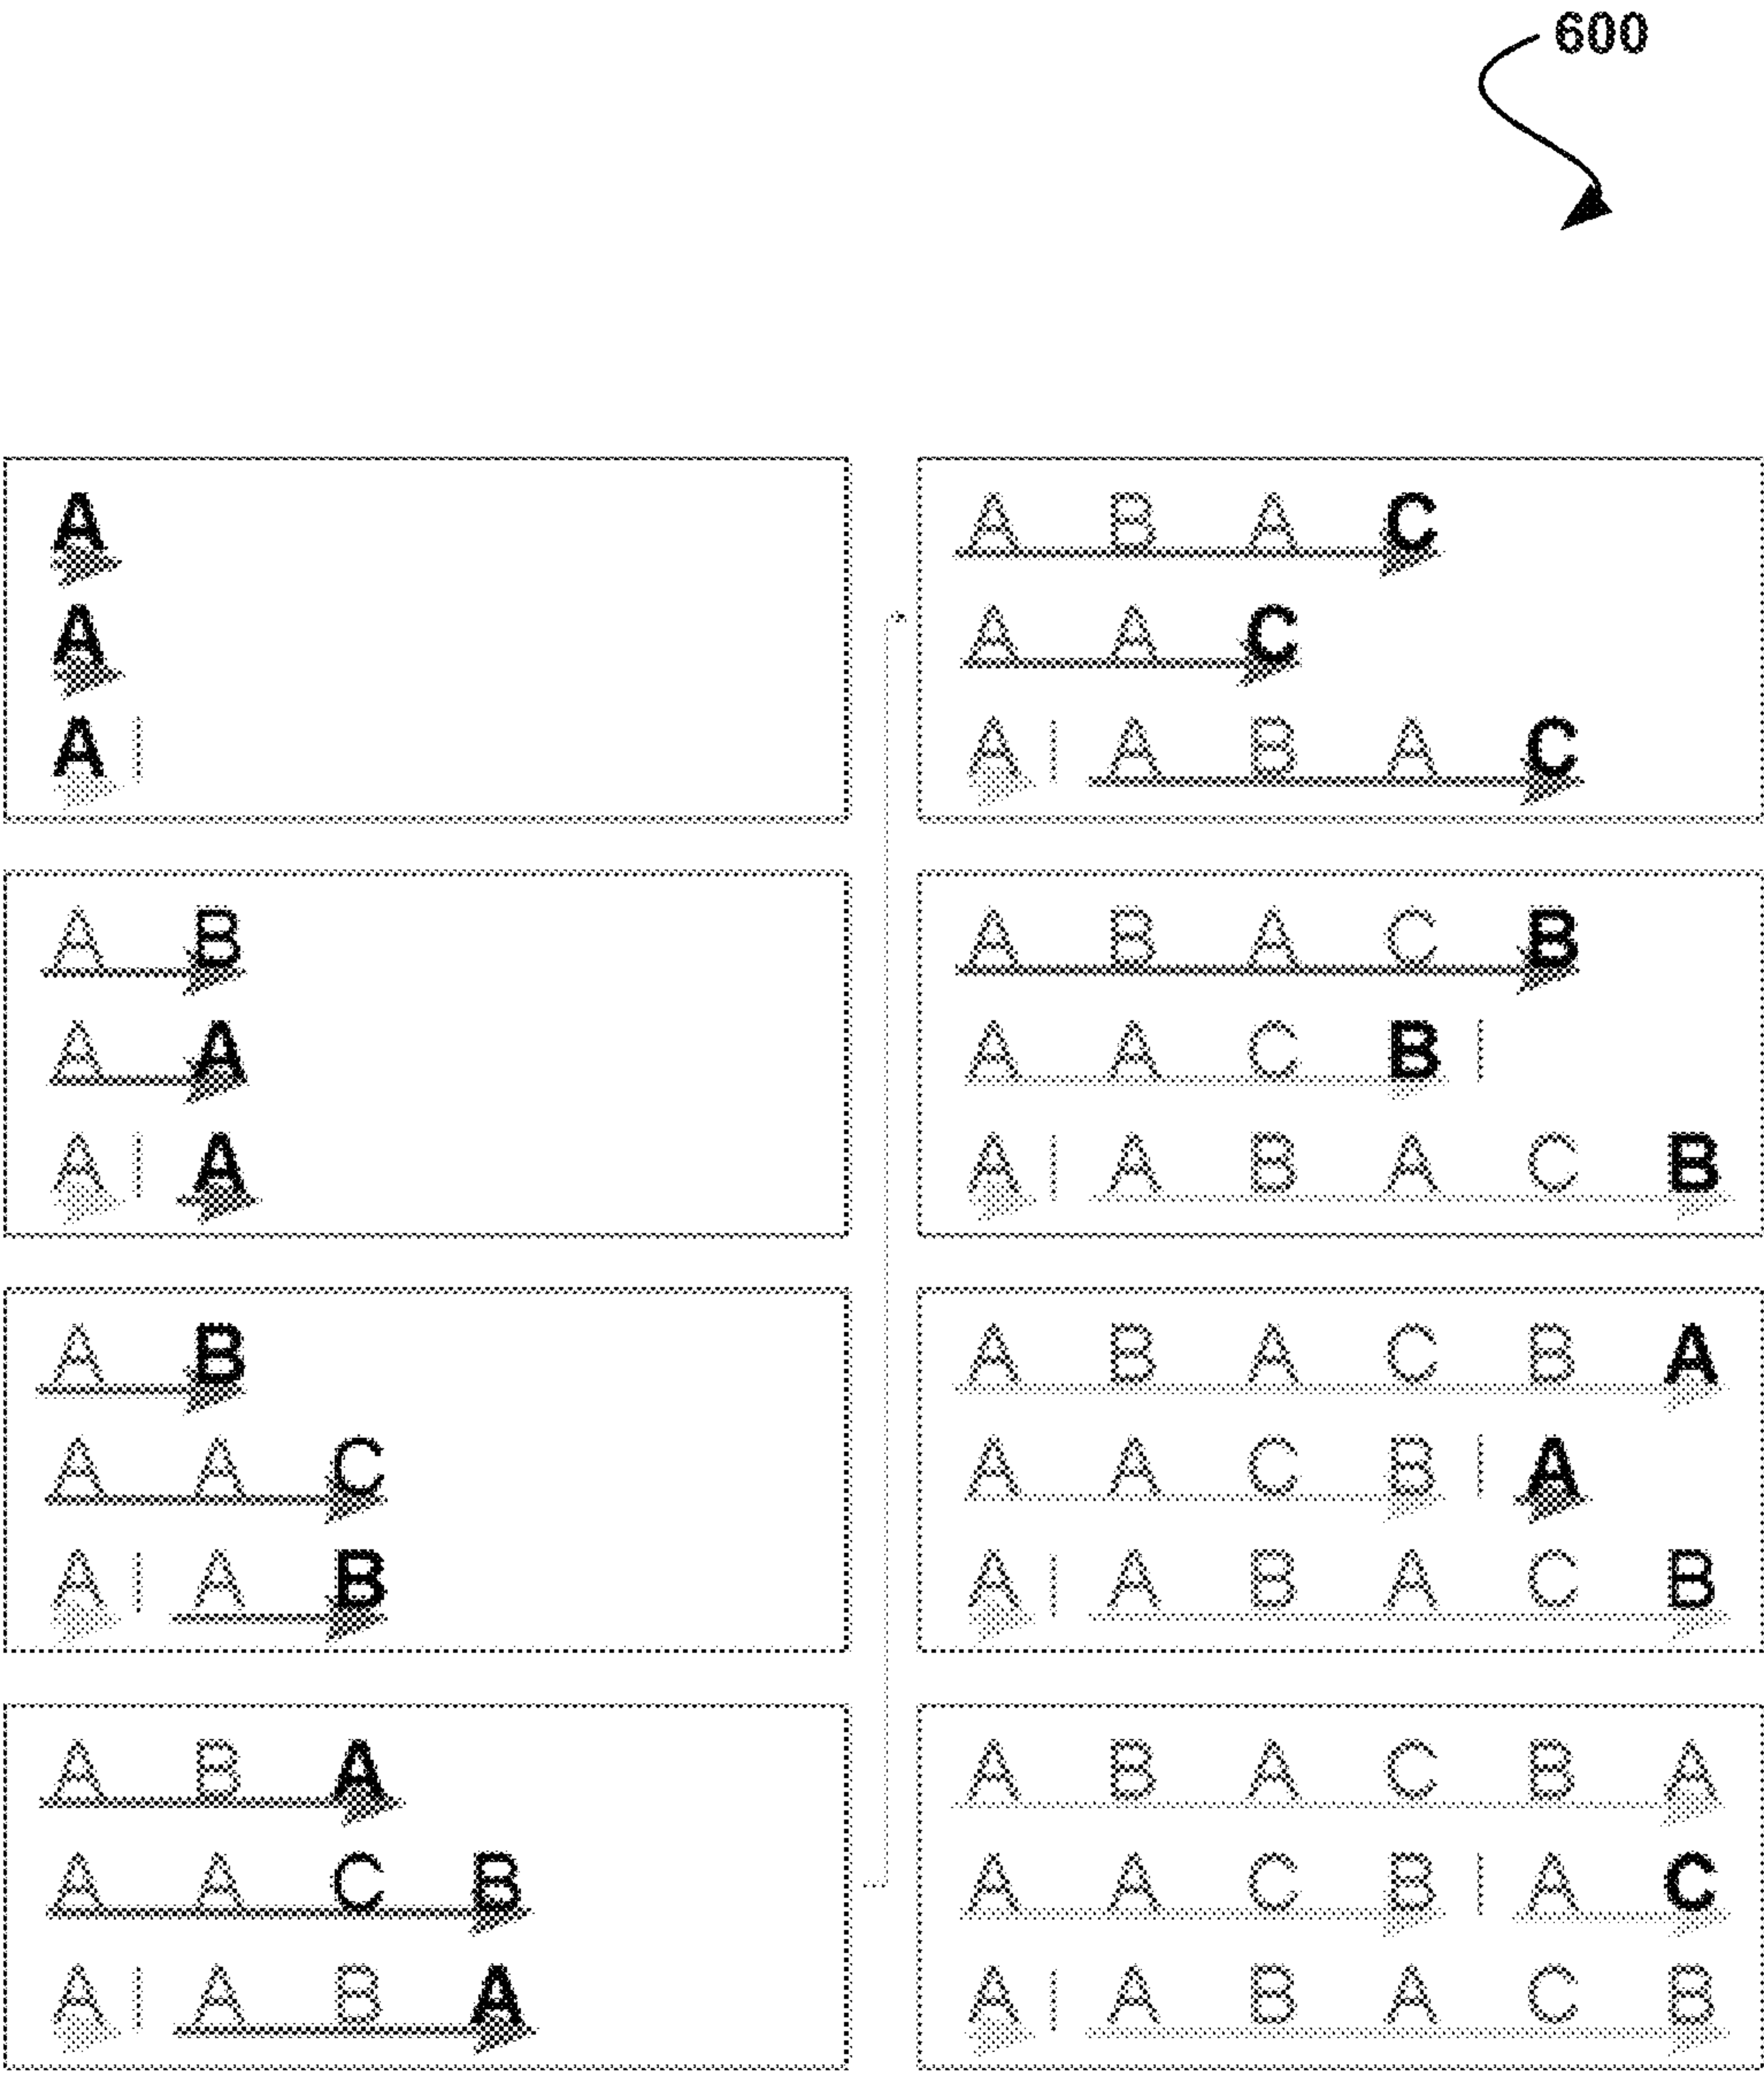 600
A
A
A |
A B
A A
A | A
A B
A A C
A | A B
A B A
A A C B
A | A B A
A B A C
A A C
A | A B A C
A B A C B
A A C B |
A | A B A C B
A B A C B A
A A C B | A
A | A B A C B
A B A C B A
A A C B | A C
A | A B A C B